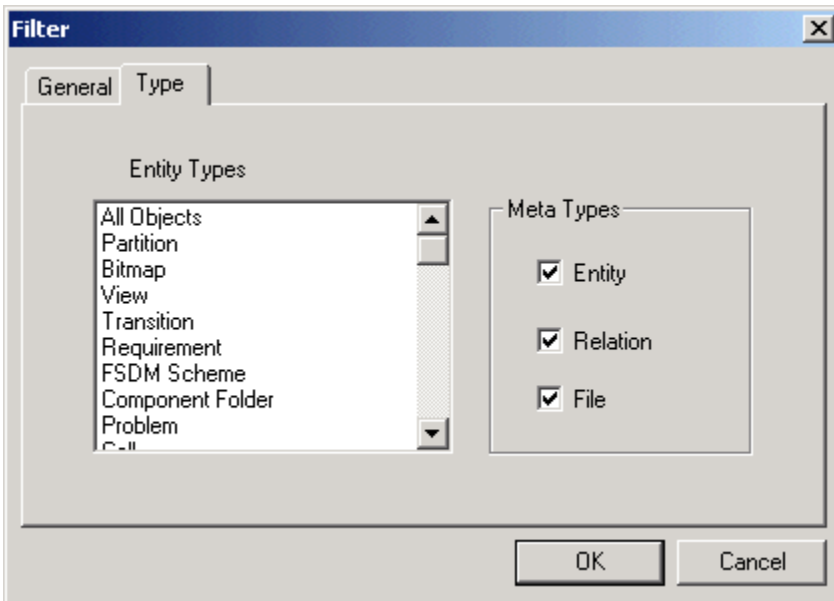 Filter
General Type
Entity Types
All Objects
Partition
Bitmap
View
Transition
Requirement
FSDM Scheme
Component Folder
Problem
Meta Types
Entity
Relation
File
OK Cancel